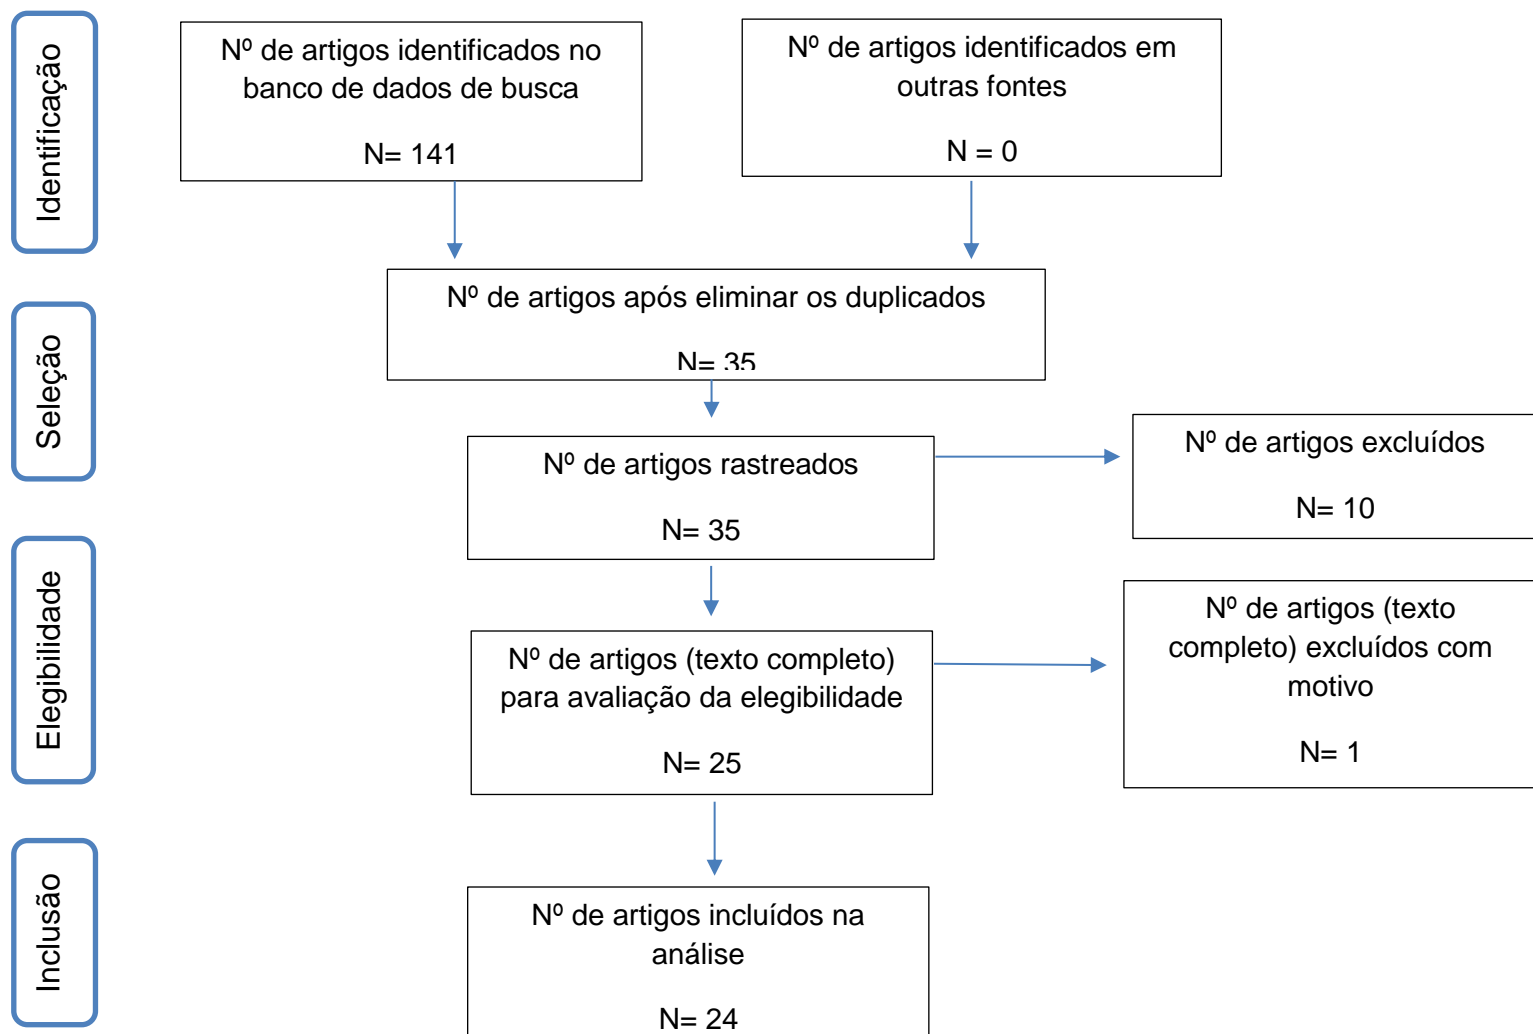 Identificação
Nº de artigos identificados no
banco de dados de busca
N= 141
Nº de artigos identificados em
outras fontes
N = 0
Seleção
Nº de artigos após eliminar os duplicados
N= 35
Nº de artigos rastreados
N= 35
Nº de artigos excluídos
N= 10
Elegibilidade
Nº de artigos (texto completo)
para avaliação da elegibilidade
N= 25
Nº de artigos (texto
completo) excluídos com
motivo
N= 1
Inclusão
Nº de artigos incluídos na
análise
N= 24